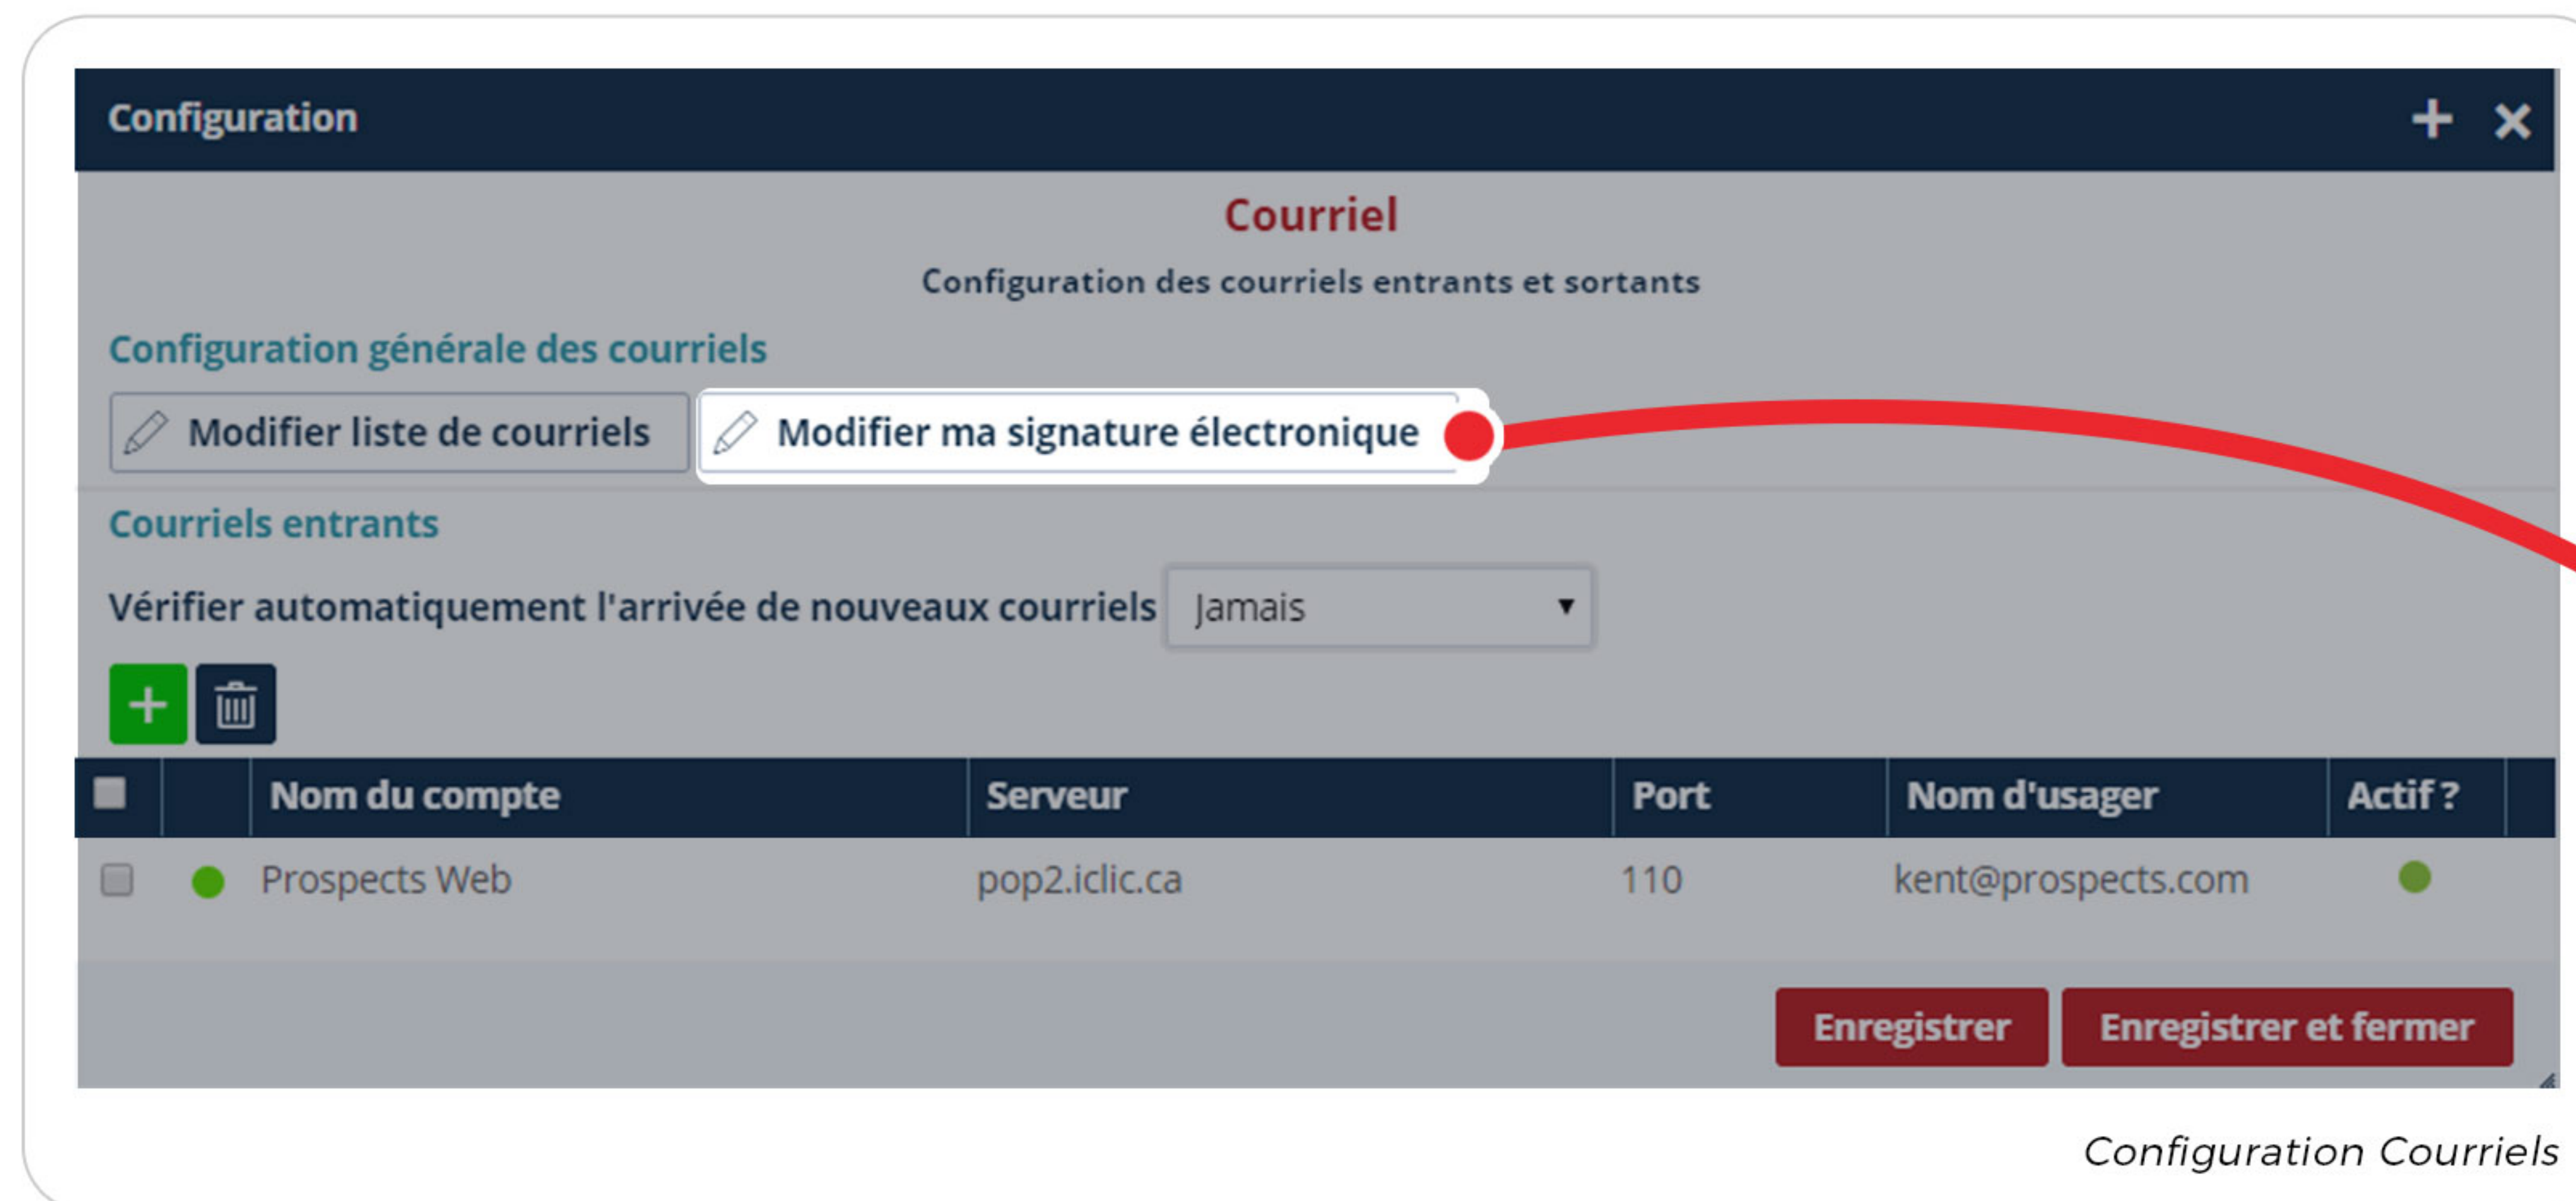 Configuration
Courriel
Configuration des courriels entrants et sortants
Configuration générale des courriels
Modifier liste de courriels Modifier ma signature électronique
Courriels entrants
Vérifier automatiquement l'arrivée de nouveaux courriels Jamais
Nom du compte Serveur Port Nom d'usager Actif ?
Prospects Web pop2.iclic.ca 110 kent@prospects.com
Enregistrer Enregistrer et fermer
Configuration Courriels